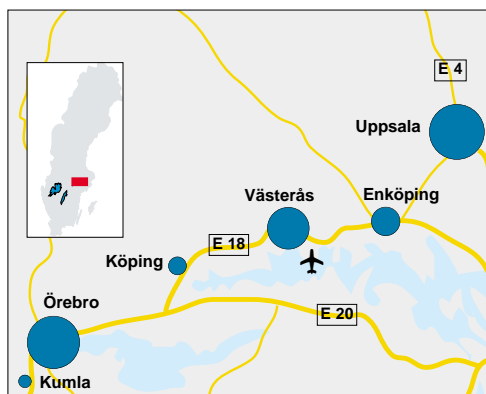 E 4
Uppsala
Västerås
Enköping
E 18
Köping
Örebro
E 20
Kumla